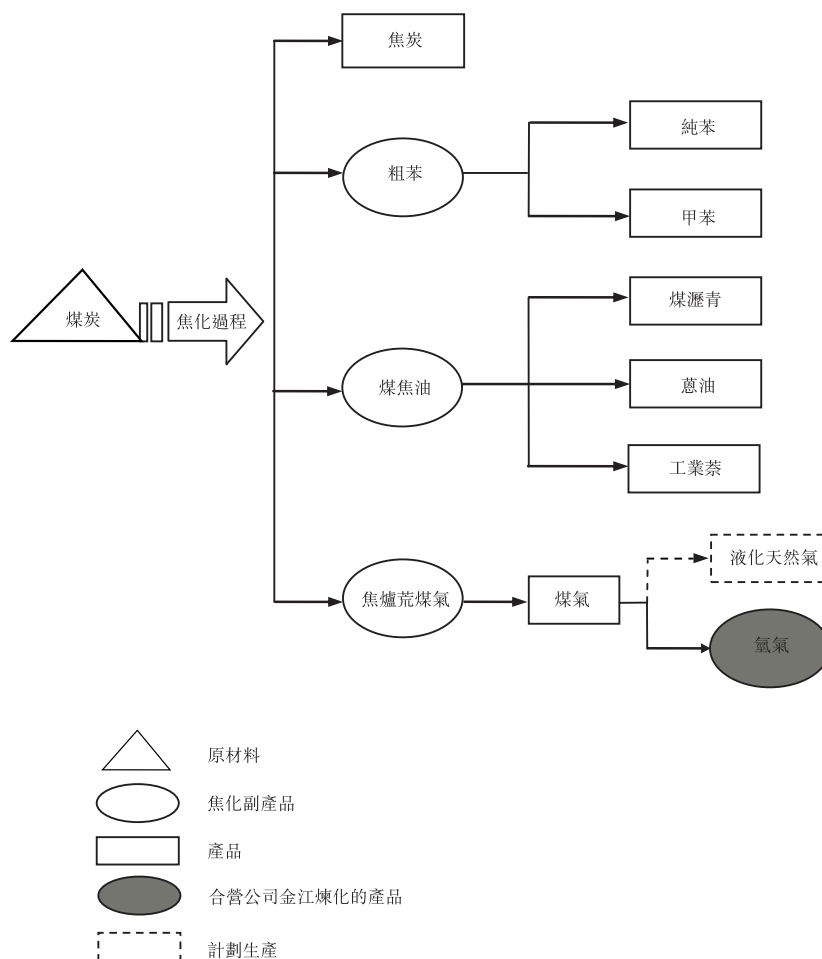 焦炭
粗苯
純苯
甲苯
煤炭
焦化過程
煤焦油
煤瀝青
蒽油
工業萘
焦爐荒煤氣
煤氣
液化天然氣
氫氣
原材料
焦化副產品
產品
合營公司金江煉化的產品
計劃生產